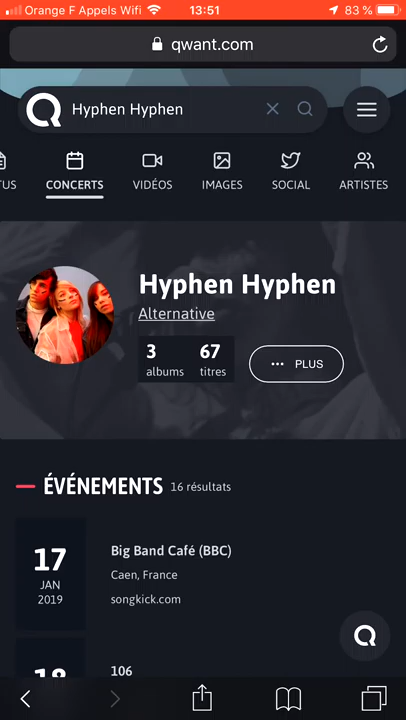 Orange F Appels Wifi 13:51 83 %
qwant.com
Hyphen Hyphen
TUS CONCERTS VIDÉOS IMAGES SOCIAL ARTISTES
Hyphen Hyphen
Alternative
3 67
albums titres
••• PLUS
ÉVÉNEMENTS 16 résultats
17
JAN
2019
Big Band Café (BBC)
Caen, France
songkick.com
18
106